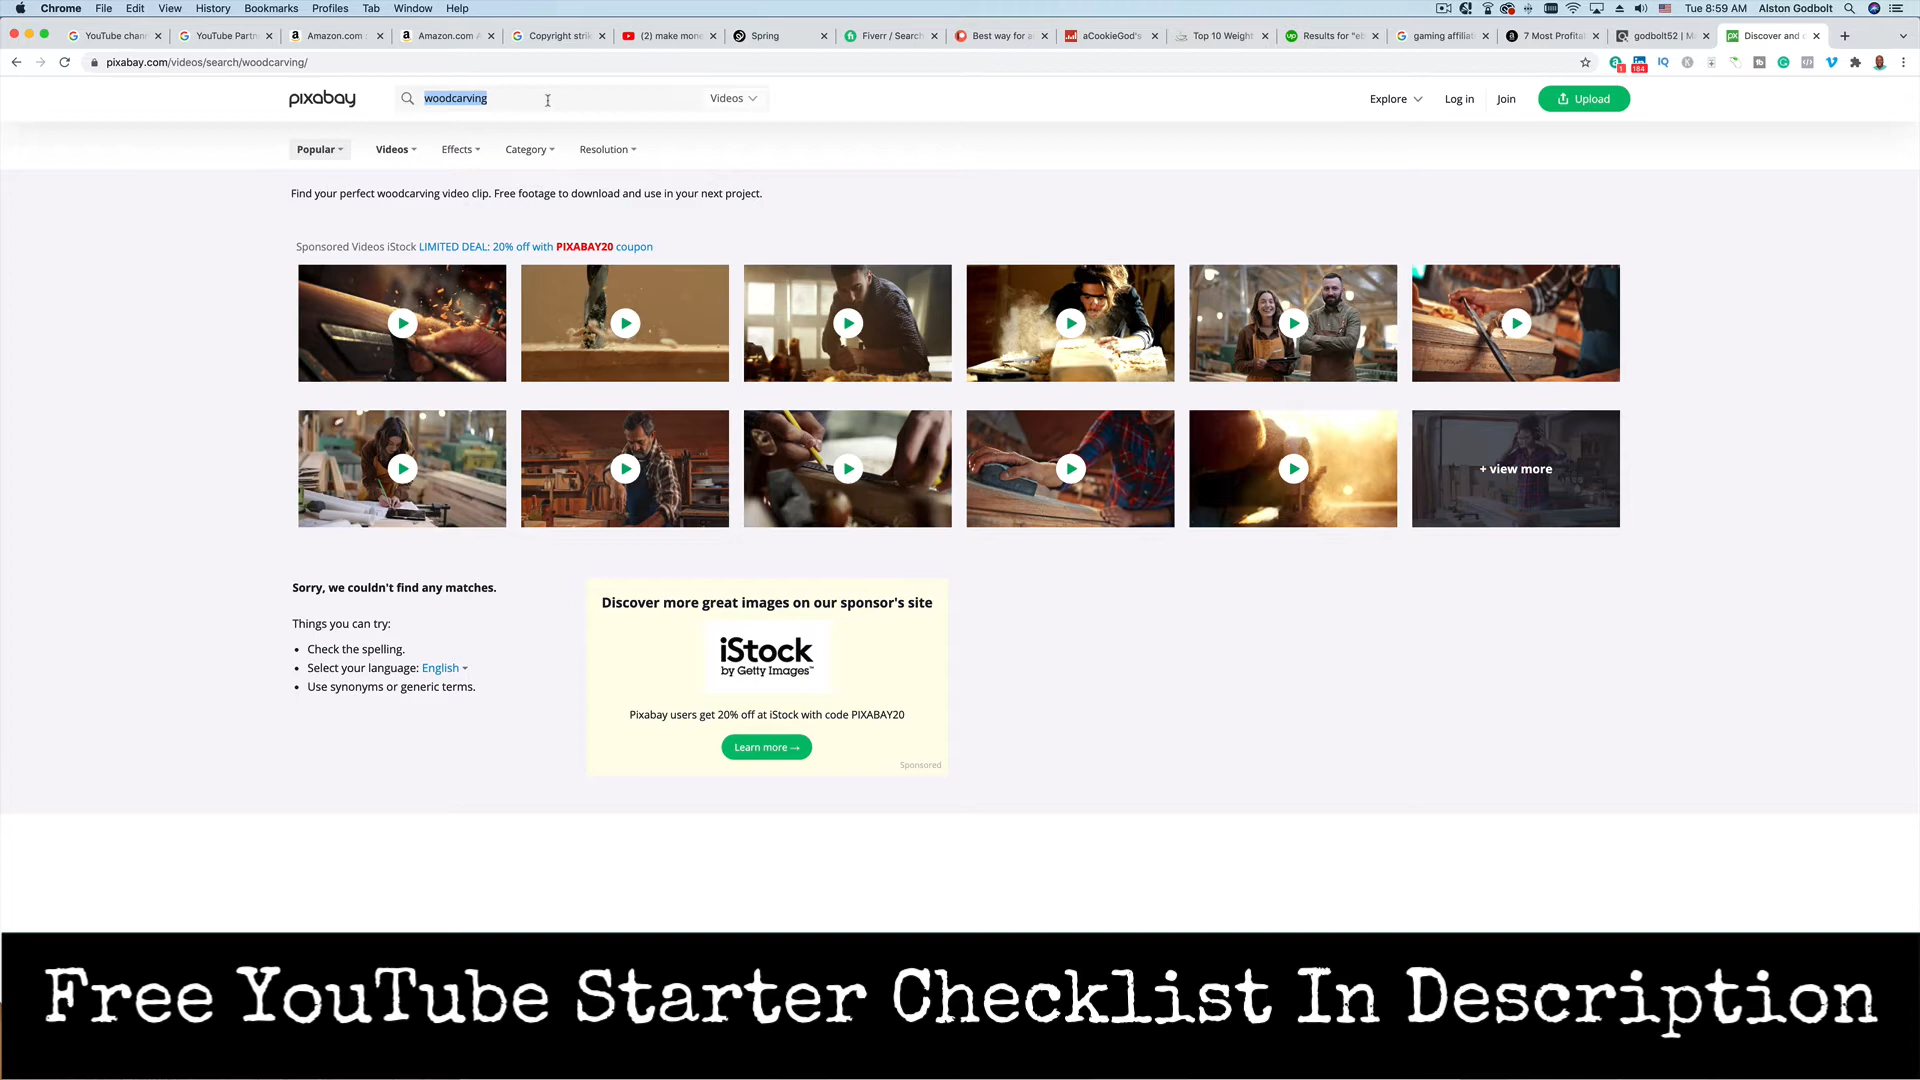 Chrome File Edit View History Bookmarks Profiles Tab Window Help Tue 8:59 AM Alston Godbolt
YouTube chann YouTube Partn Amazon.com : Amazon.com A Copyright strik (2) make mone Spring Fiverr / Search Best way for a aCookieGod's Top 10 Weight Results for "eb gaming affiliat 7 Most Profita godbolt52 | M Discover and d
pixabay.com/videos/search/woodcarving/
pixabay woodcarving Videos Explore Log in Join Upload
Popular Videos Effects Category Resolution
Find your perfect woodcarving video clip. Free footage to download and use in your next project.
Sponsored Videos iStock LIMITED DEAL: 20% off with PIXABAY20 coupon
+ view more
Sorry, we couldn't find any matches.
Things you can try:
• Check the spelling.
• Select your language: English
• Use synonyms or generic terms.
Discover more great images on our sponsor's site
iStock
by Getty Images™
Pixabay users get 20% off at iStock with code PIXABAY20
Learn more →
Sponsored
Free YouTube Starter Checklist In Description